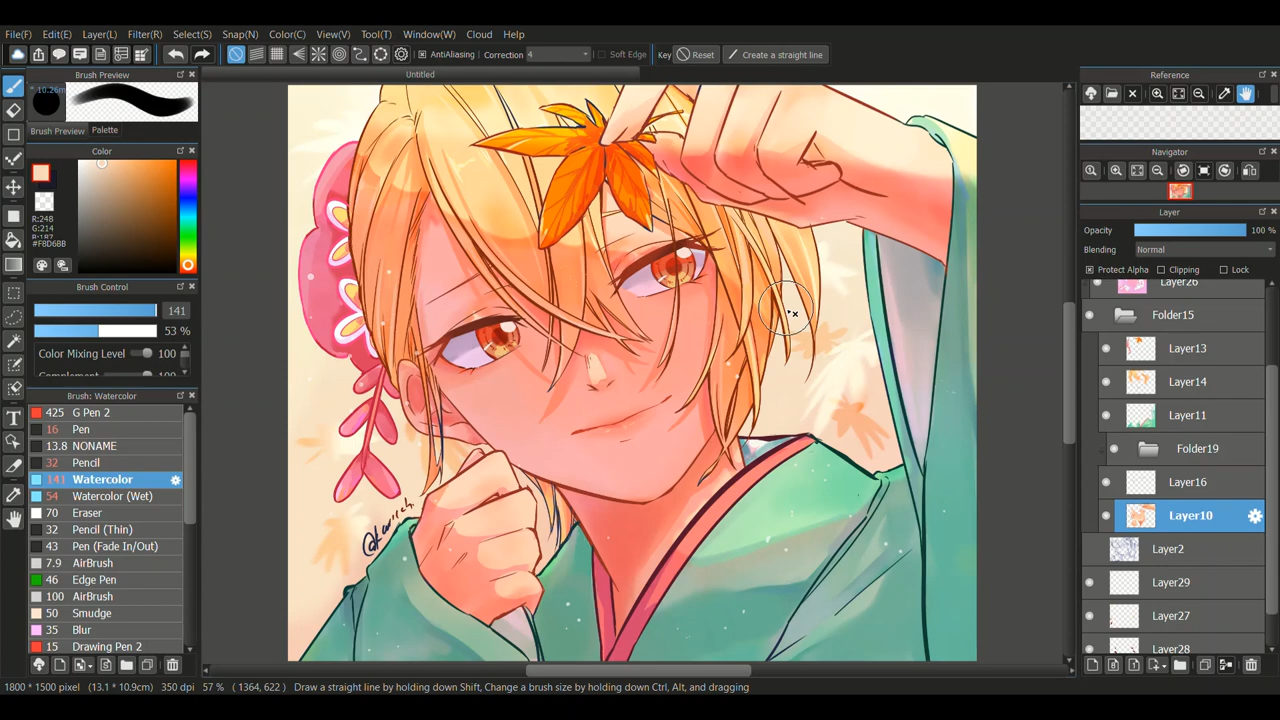 File(F) Edit(E) Layer(L) Filter(R) Select(S) Snap(N) Color(C) View(V) Tool(T) Window(W) Cloud Help
AntiAliasing Correction 4 Soft Edge Key Reset Create a straight line
Brush Preview
Untitled
Reference
10.26m
Brush Preview Palette
Color
Navigator
R:248
G:214
B:187
#F8D6BB
Layer
Opacity 100 %
Blending Normal
Protect Alpha Clipping Lock
Layer26
Brush Control
141
53 %
Color Mixing Level 100
Complement 100
Folder15
Layer13
Layer14
Layer11
Folder19
Layer16
Layer10
Layer2
Layer29
Layer27
Layer28
Brush: Watercolor
425 G Pen 2
16 Pen
13.8 NONAME
32 Pencil
141 Watercolor
54 Watercolor (Wet)
70 Eraser
32 Pencil (Thin)
43 Pen (Fade In/Out)
7.9 AirBrush
46 Edge Pen
100 AirBrush
50 Smudge
35 Blur
15 Drawing Pen 2
1800 * 1500 pixel (13.1 * 10.9cm) 350 dpi 57 % ( 1364, 622 ) Draw a straight line by holding down Shift, Change a brush size by holding down Ctrl, Alt, and dragging